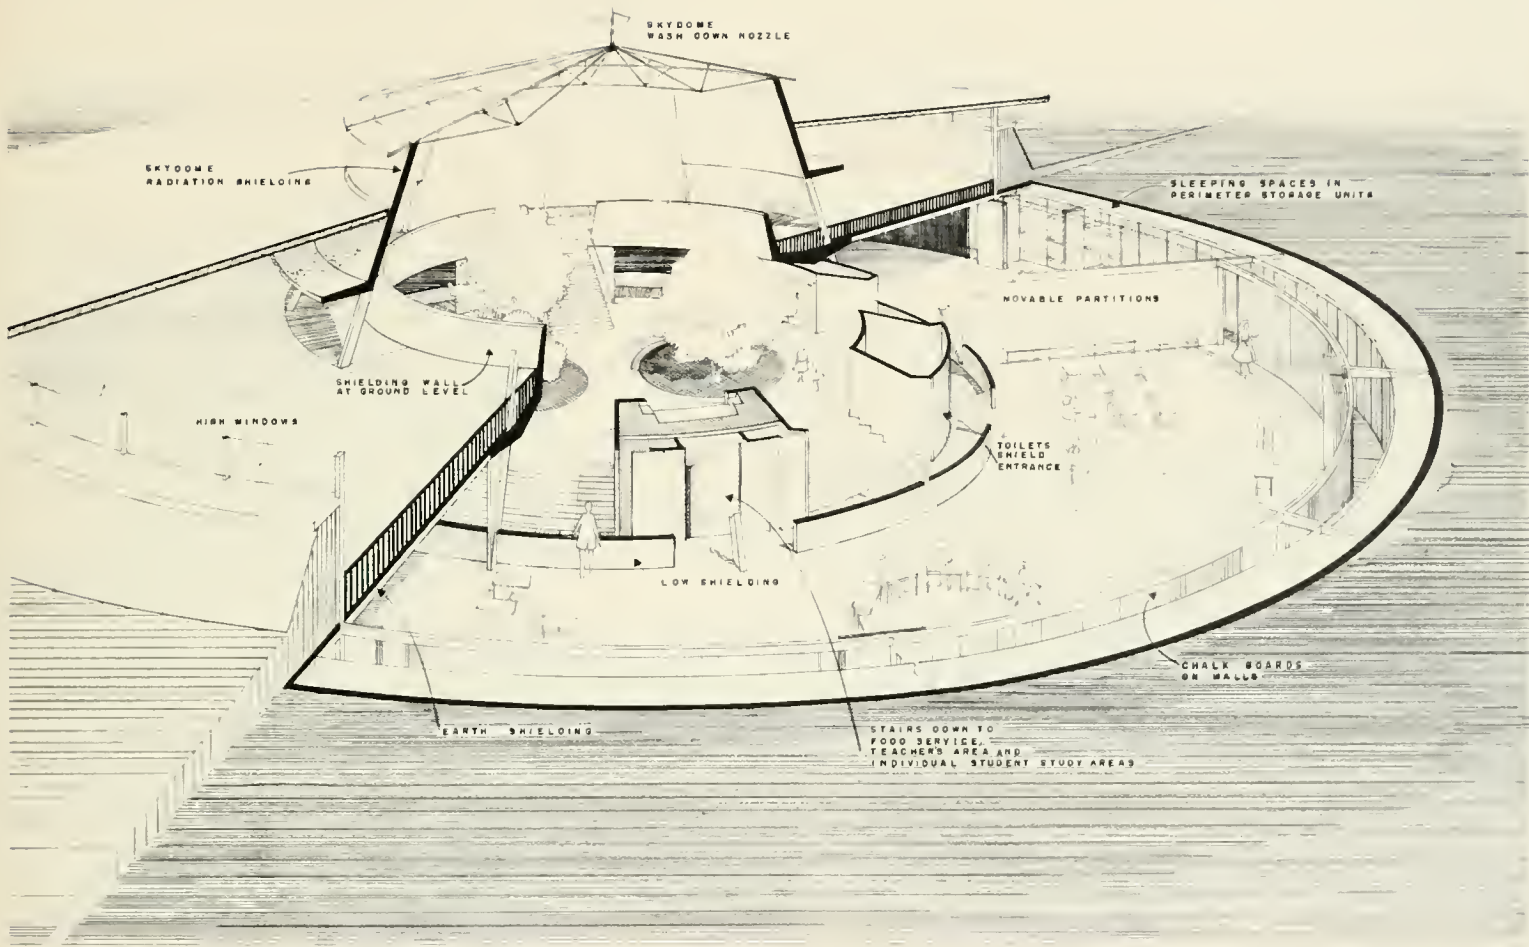 SKYDOME
WASH DOWN NOZZLE
SKYDOME
RADIATION SHIELDING
SLEEPING SPACES IN
PERIMETER STORAGE UNITS
MOVABLE PARTITIONS
SHIELDING WALL
AT GROUND LEVEL
HIGH WINDOWS
TOILETS
SHIELD
ENTRANCE
LOW SHIELDING
CHALK BOARDS
ON WALLS
EARTH SHIELDING
STAIRS DOWN TO
FOOD SERVICE,
TEACHER'S AREA AND
INDIVIDUAL STUDENT STUDY AREAS